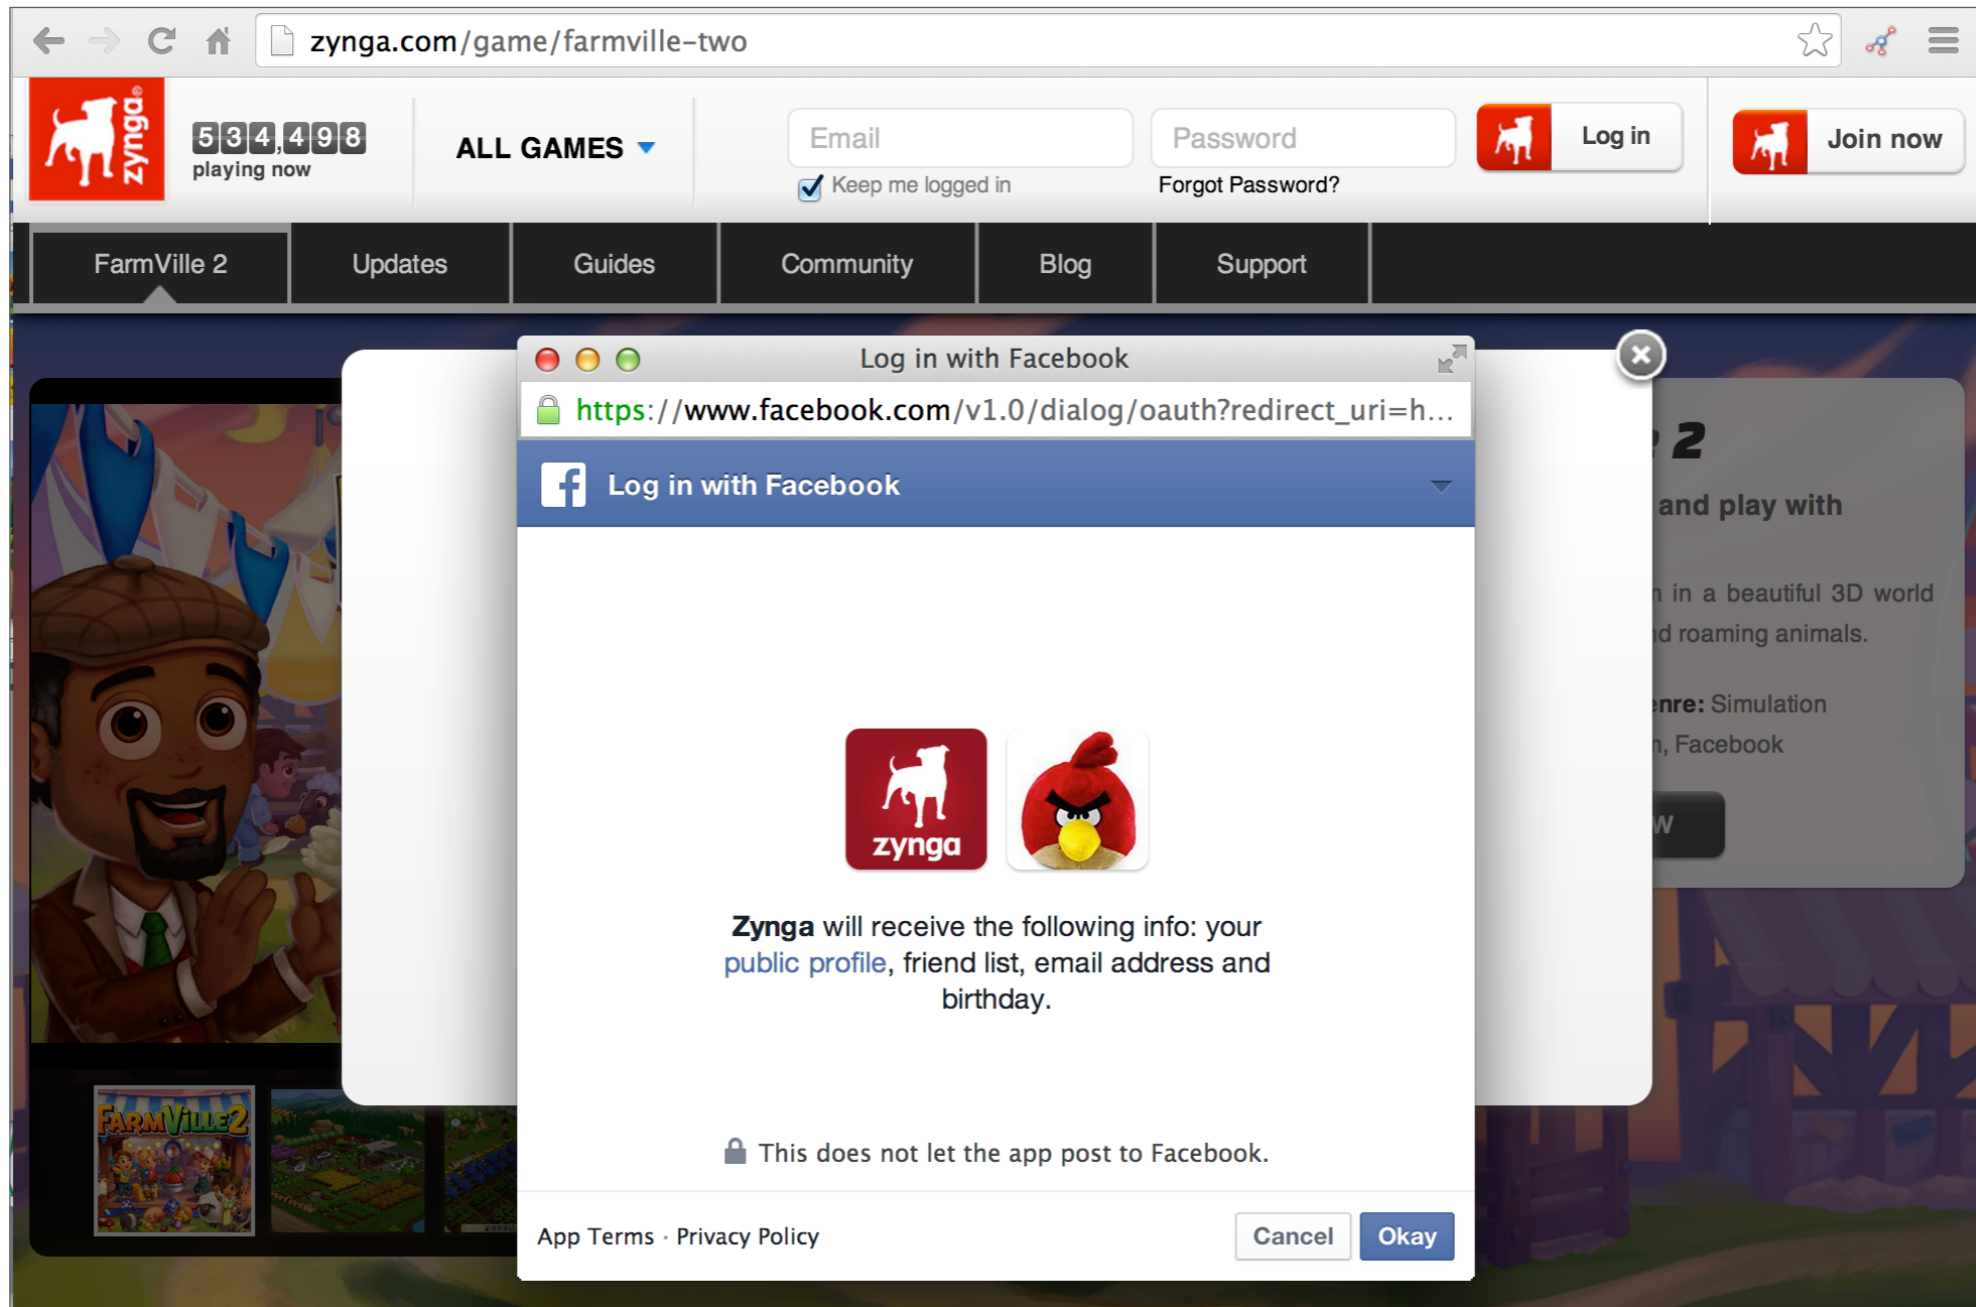 zynga.com/game/farmville-two
zynga
534,498
playing now
ALL GAMES
Email
Password
Log in
Join now
Keep me logged in
Forgot Password?
FarmVille 2
Updates
Guides
Community
Blog
Support
Log in with Facebook
https://www.facebook.com/v1.0/dialog/oauth?redirect_uri=h...
Log in with Facebook
2
and play with
in a beautiful 3D world
roaming animals.
Simulation
Facebook
zynga
Zynga will receive the following info: your
public profile, friend list, email address and
birthday.
FARMVILLE 2
This does not let the app post to Facebook.
App Terms · Privacy Policy
Cancel
Okay